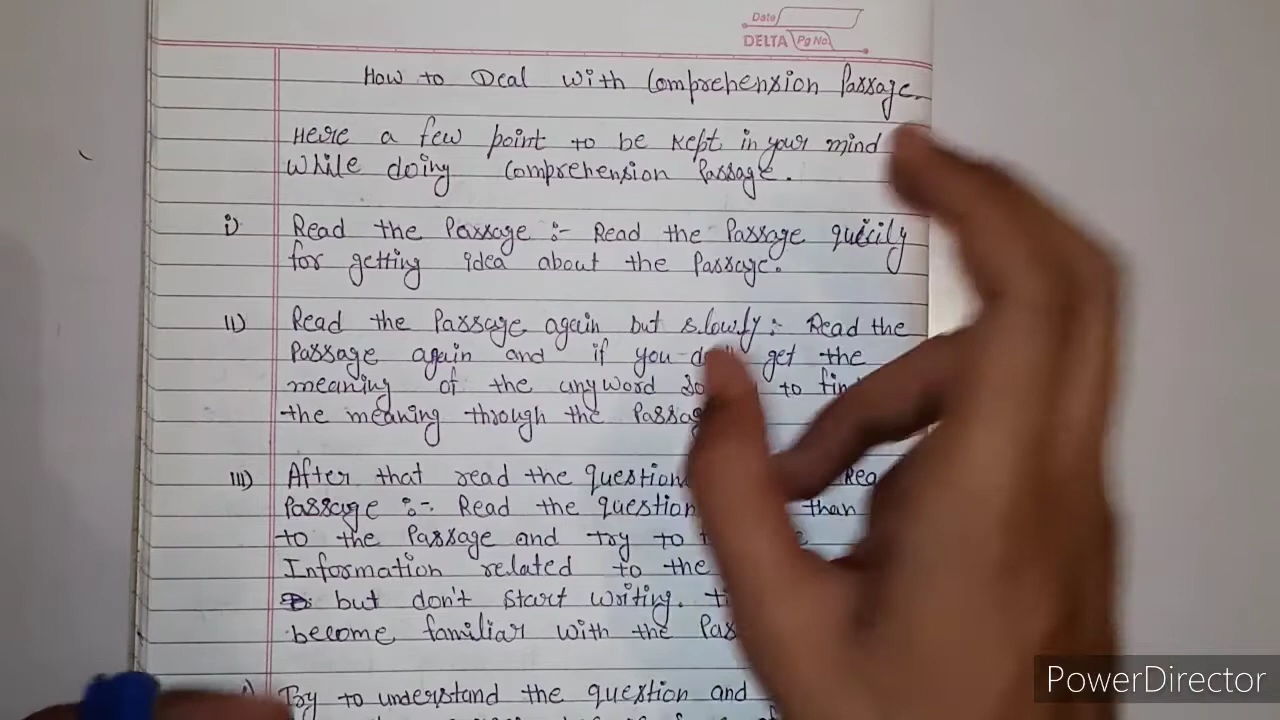 Date
DELTA Pg No.
How to Deal with Comprehension Passage.
Here a few point to be kept in your mind
While doing Comprehension Passage.
i) Read the Passage :- Read the Passage quicily
for getting idea about the Passage.
II) Read the Passage again but slowly :- Read the
Passage again and if you get the
meaning of the anyword to
the meaning through the
III) After that read the
Passage :- Read the question than
to the Passage and try to
Information related to the
but don't start writing.
become familiar with the
Try to understand the question and
PowerDirector